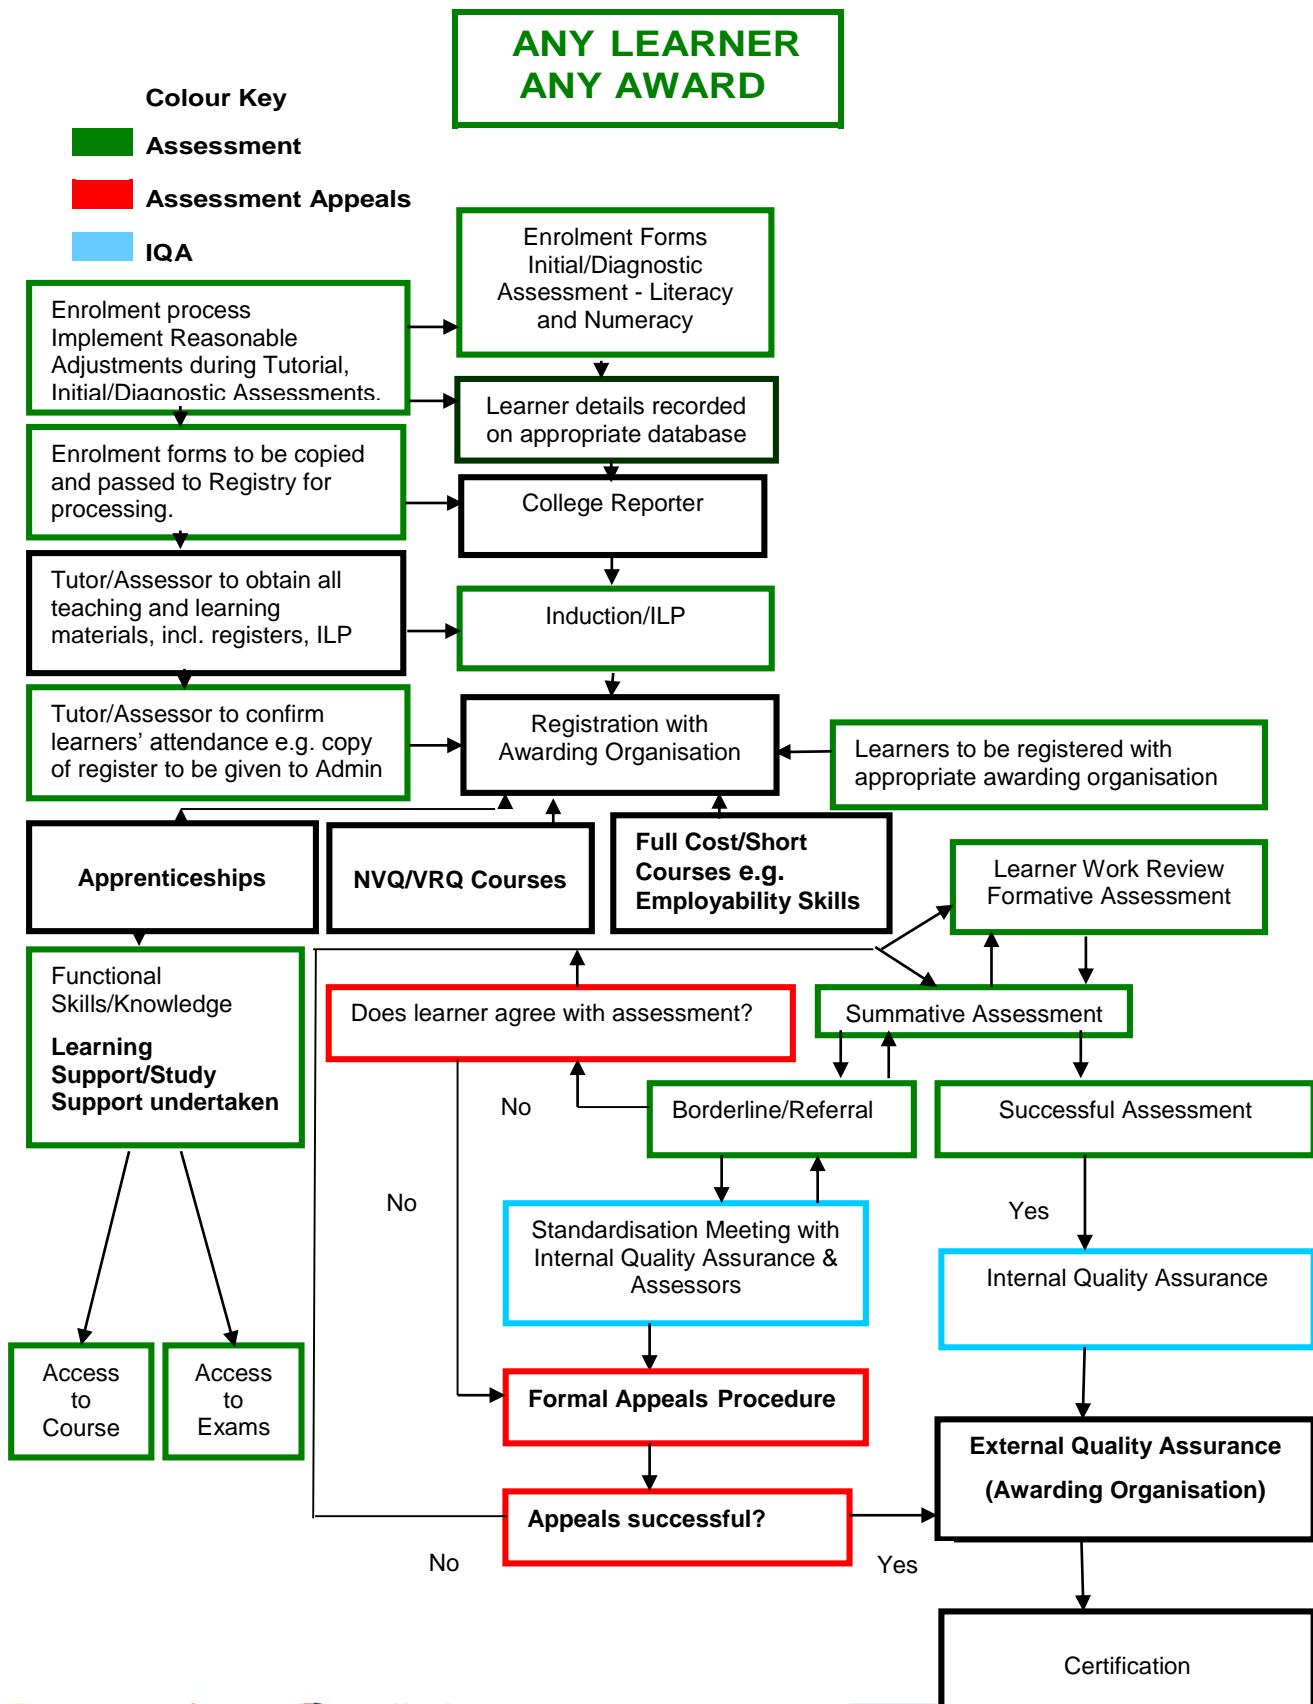 ANY LEARNER
ANY AWARD
Colour Key
Assessment
Assessment Appeals
IQA
Enrolment Forms
Initial/Diagnostic
Assessment - Literacy
and Numeracy
Enrolment process
Implement Reasonable
Adjustments during Tutorial,
Initial/Diagnostic Assessments.
Learner details recorded
on appropriate database
Enrolment forms to be copied
and passed to Registry for
processing.
College Reporter
Tutor/Assessor to obtain all
teaching and learning
materials, incl. registers, ILP
Induction/ILP
Tutor/Assessor to confirm
learners’ attendance e.g. copy
of register to be given to Admin
Registration with
Awarding Organisation
Learners to be registered with
appropriate awarding organisation
Apprenticeships
NVQ/VRQ Courses
Full Cost/Short
Courses e.g.
Employability Skills
Learner Work Review
Formative Assessment
Functional
Skills/Knowledge
Learning
Support/Study
Support undertaken
Does learner agree with assessment?
Summative Assessment
No
Borderline/Referral
Successful Assessment
No
Yes
Standardisation Meeting with
Internal Quality Assurance &
Assessors
Internal Quality Assurance
Access
to
Course
Access
to
Exams
Formal Appeals Procedure
External Quality Assurance
(Awarding Organisation)
Appeals successful?
No
Yes
Certification